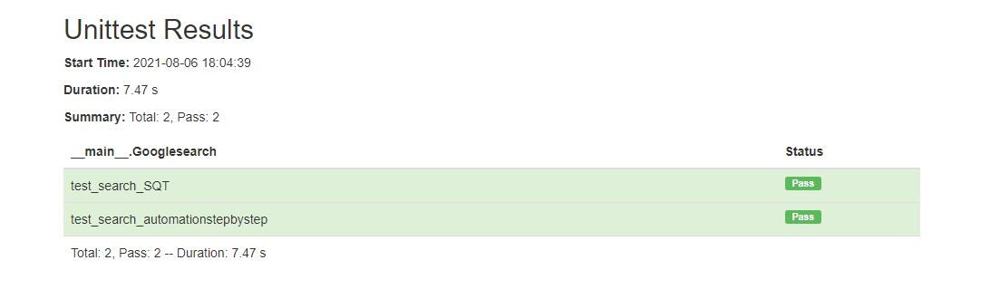 Unittest Results
Start Time: 2021-08-06 18:04:39
Duration: 7.47 s
Summary: Total: 2, Pass: 2
__main__.Googlesearch Status
test_search_SQT Pass
test_search_automationstepbystep Pass
Total: 2, Pass: 2 -- Duration: 7.47 s